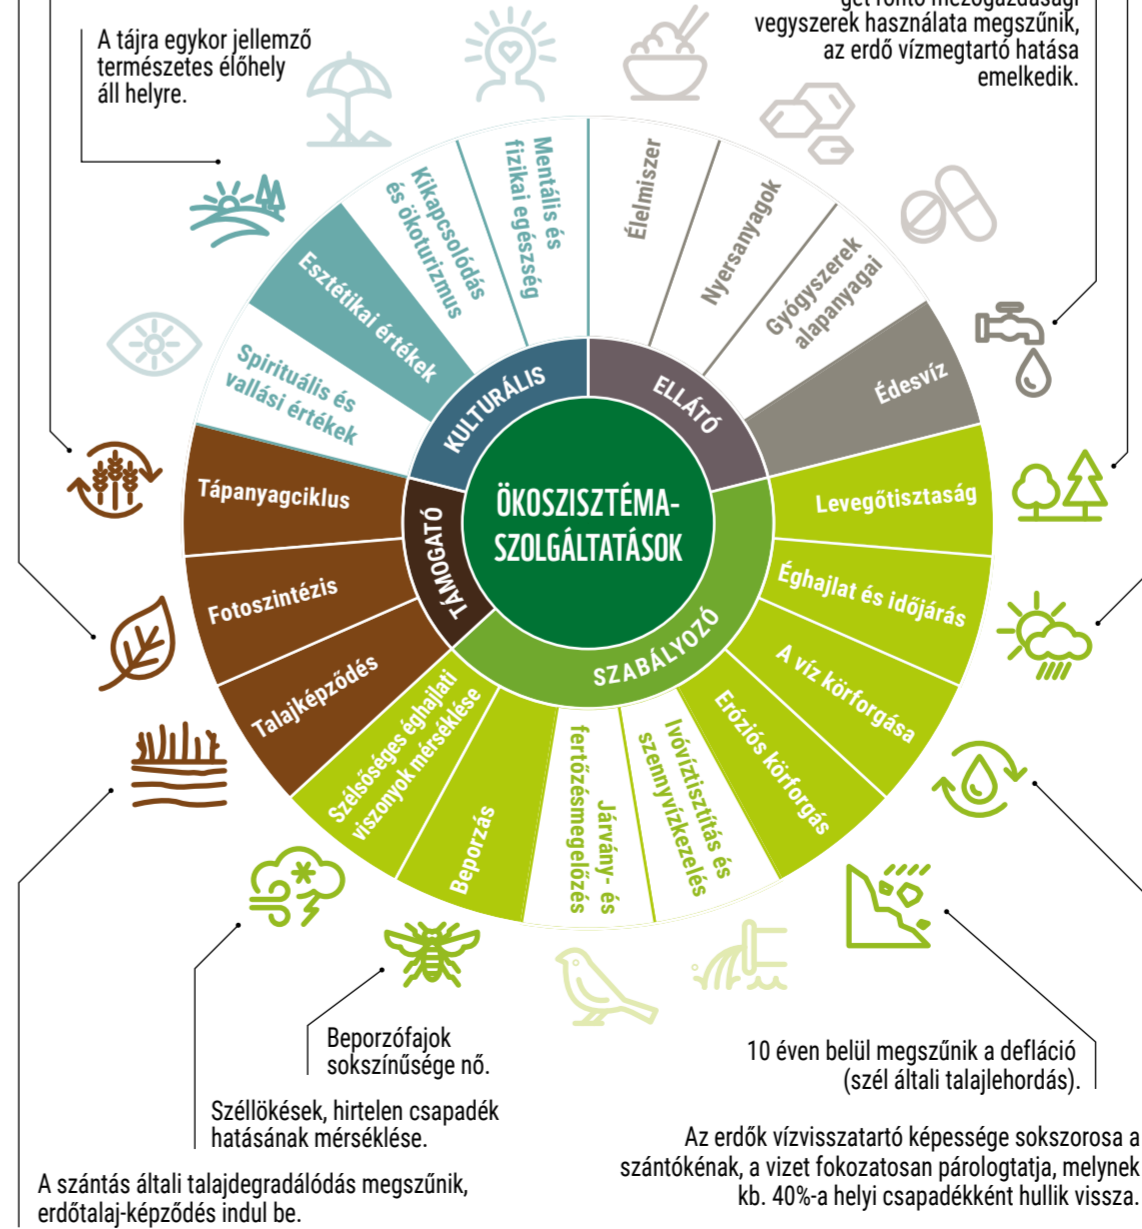 A tájra egykor jellemző
természetes élőhely
áll helyre.
vegyszerek használata megszűnik,
az erdő vízmegtartó hatása
emelkedik.
Mentális és
fizikai egészség
Kikapcsolódás
és ökoturizmus
Esztétikai értékek
Spirituális és
vallási értékek
Élelmiszer
Nyersanyagok
Gyógyszerek
alapanyagai
Édesvíz
KULTURÁLIS
ELLÁTÓ
TÁMOGATÓ
SZABÁLYOZÓ
ÖKOSZISZTÉMA-
SZOLGÁLTATÁSOK
Tápanyagciklus
Fotoszintézis
Talajképződés
Levegőtisztaság
Éghajlat és időjárás
A víz körforgása
Eróziós körforgás
Ivóvíztisztítás és
szennyvízkezelés
Járvány- és
fertőzésmegelőzés
Beporzás
Szélsőséges éghajlati
viszonyok mérséklése
Beporzófajok
sokszínűsége nő.
Széllökések, hirtelen csapadék
hatásának mérséklése.
A szántás általi talajdegradálódás megszűnik,
erdőtalaj-képződés indul be.
10 éven belül megszűnik a defláció
(szél általi talajlehordás).
Az erdők vízvisszatartó képessége sokszorosa a
szántókénak, a vizet fokozatosan párologtatja, melynek
kb. 40%-a helyi csapadékként hullik vissza.